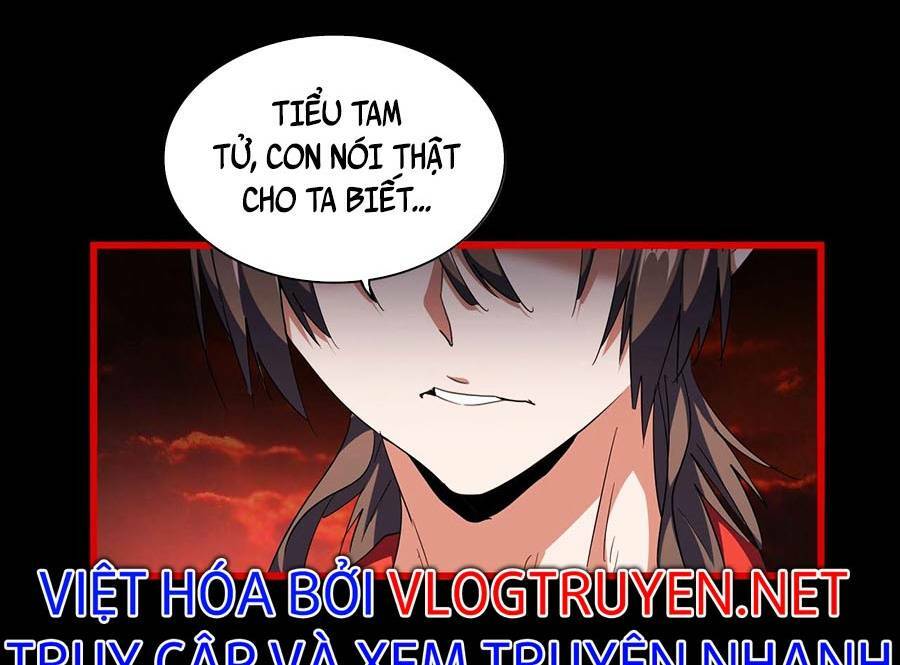 TIỂU TAM
TỬ, CON NÓI THẬT
CHO TA BIẾT...
VIỆT HÓA BỞI VLOGTRUYEN.NET
TRUY CẬP VÀ XEM TRUYỆN NHANH